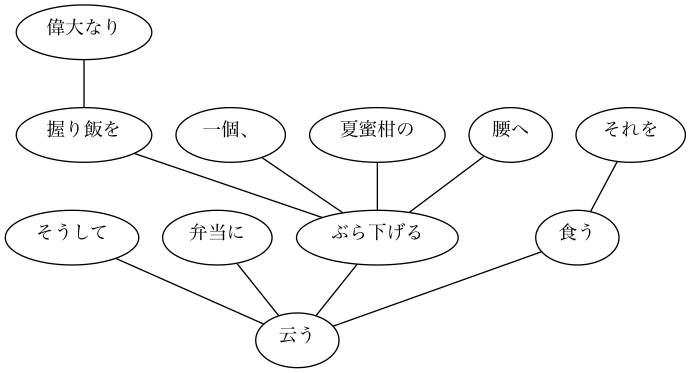 偉大なり
握り飯を
一個、
夏蜜柑の
腰へ
それを
そうして
弁当に
ぶら下げる
食う
云う